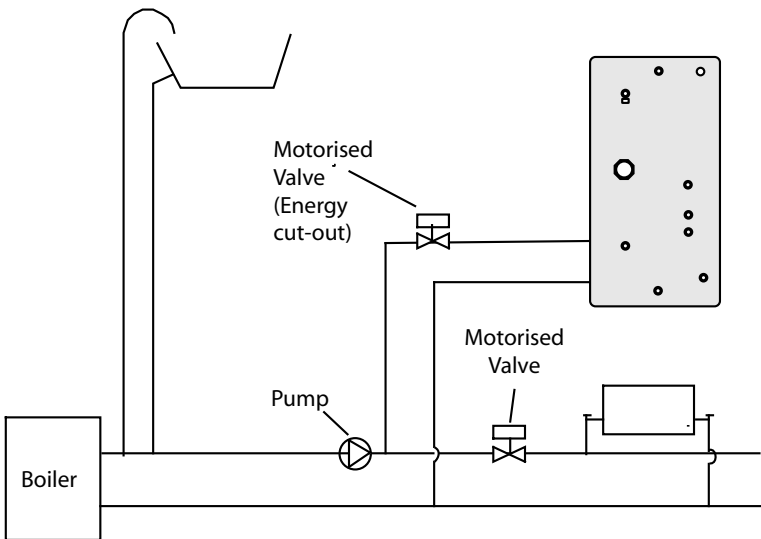 Motorised
Valve
(Energy
cut-out)
Motorised
Valve
Pump
Boiler